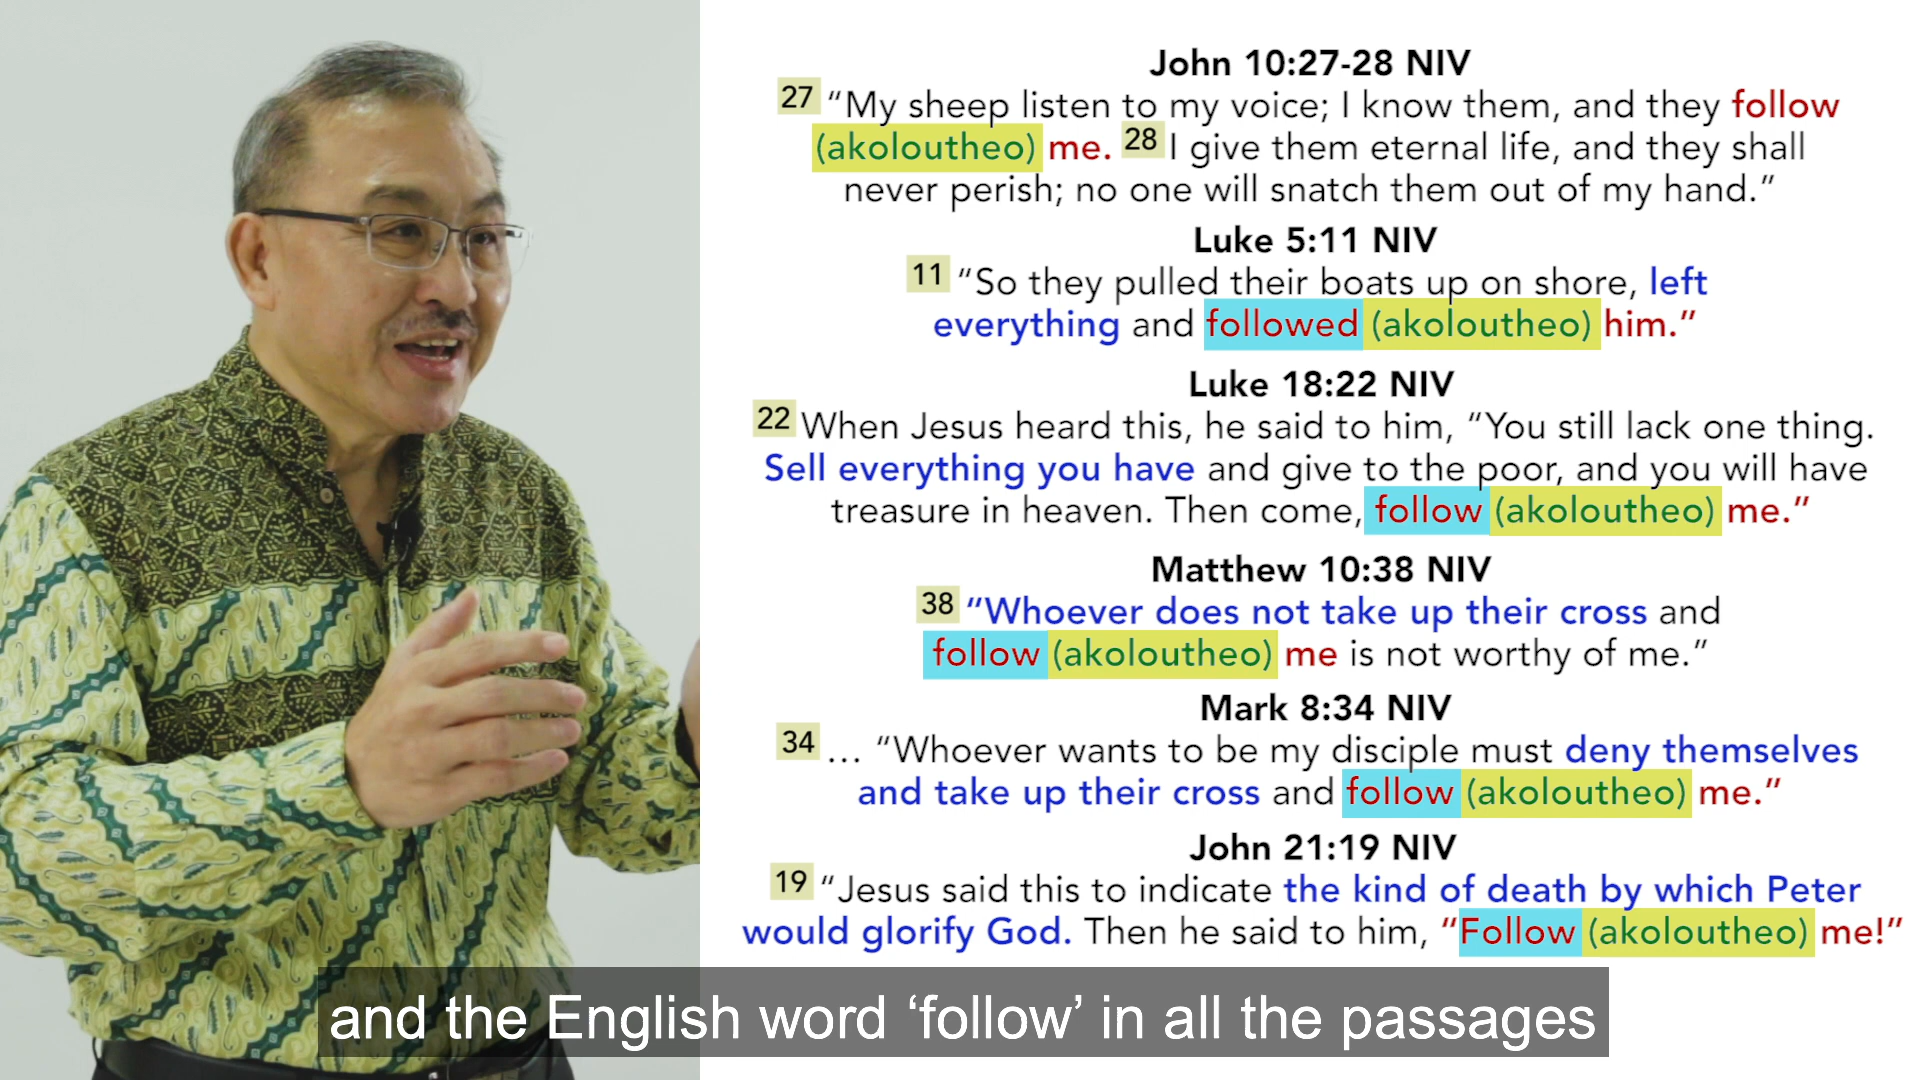 John 10:27-28 NIV
27 “My sheep listen to my voice; I know them, and they follow
(akoloutheo) me. 28 I give them eternal life, and they shall
never perish; no one will snatch them out of my hand.”
Luke 5:11 NIV
11 “So they pulled their boats up on shore, left
everything and followed (akoloutheo) him.”
Luke 18:22 NIV
22 When Jesus heard this, he said to him, “You still lack one thing.
Sell everything you have and give to the poor, and you will have
treasure in heaven. Then come, follow (akoloutheo) me.”
Matthew 10:38 NIV
38 “Whoever does not take up their cross and
follow (akoloutheo) me is not worthy of me.”
Mark 8:34 NIV
34 ... “Whoever wants to be my disciple must deny themselves
and take up their cross and follow (akoloutheo) me.”
John 21:19 NIV
19 “Jesus said this to indicate the kind of death by which Peter
would glorify God. Then he said to him, “Follow (akoloutheo) me!”
and the English word ‘follow’ in all the passages